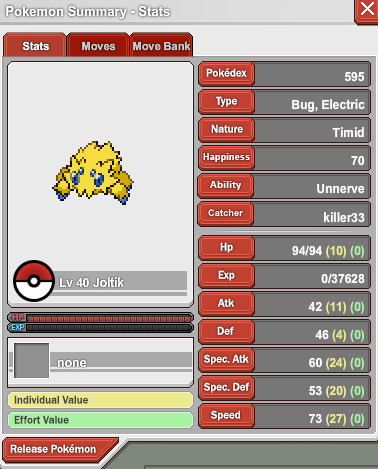 Pokemon Summary - Stats
Stats Moves Move Bank
Pokédex 595
Type Bug, Electric
Nature Timid
Happiness 70
Ability Unnerve
Catcher killer33
Lv 40 Joltik
HP
EXP
none
Individual Value
Effort Value
Hp 94/94 (10) (0)
Exp 0/37628
Atk 42 (11) (0)
Def 46 (4) (0)
Spec. Atk 60 (24) (0)
Spec. Def 53 (20) (0)
Speed 73 (27) (0)
Release Pokémon